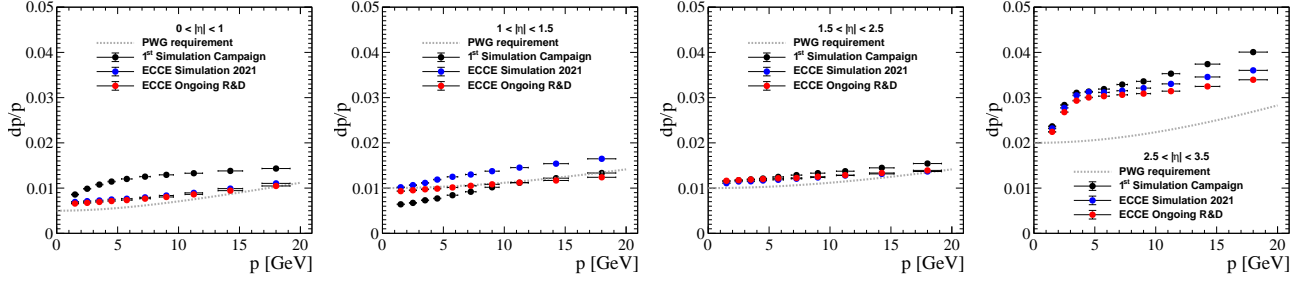 dp/p
0.05
0.04
0.03
0.02
0.01
0
0 < |η| < 1
PWG requirement
1st Simulation Campaign
ECCE Simulation 2021
ECCE Ongoing R&D
0 5 10 15 20
p [GeV]
dp/p
0.05
0.04
0.03
0.02
0.01
0
1 < |η| < 1.5
PWG requirement
1st Simulation Campaign
ECCE Simulation 2021
ECCE Ongoing R&D
0 5 10 15 20
p [GeV]
dp/p
0.05
0.04
0.03
0.02
0.01
0
1.5 < |η| < 2.5
PWG requirement
1st Simulation Campaign
ECCE Simulation 2021
ECCE Ongoing R&D
0 5 10 15 20
p [GeV]
dp/p
0.05
0.04
0.03
0.02
0.01
0
2.5 < |η| < 3.5
PWG requirement
1st Simulation Campaign
ECCE Simulation 2021
ECCE Ongoing R&D
0 5 10 15 20
p [GeV]